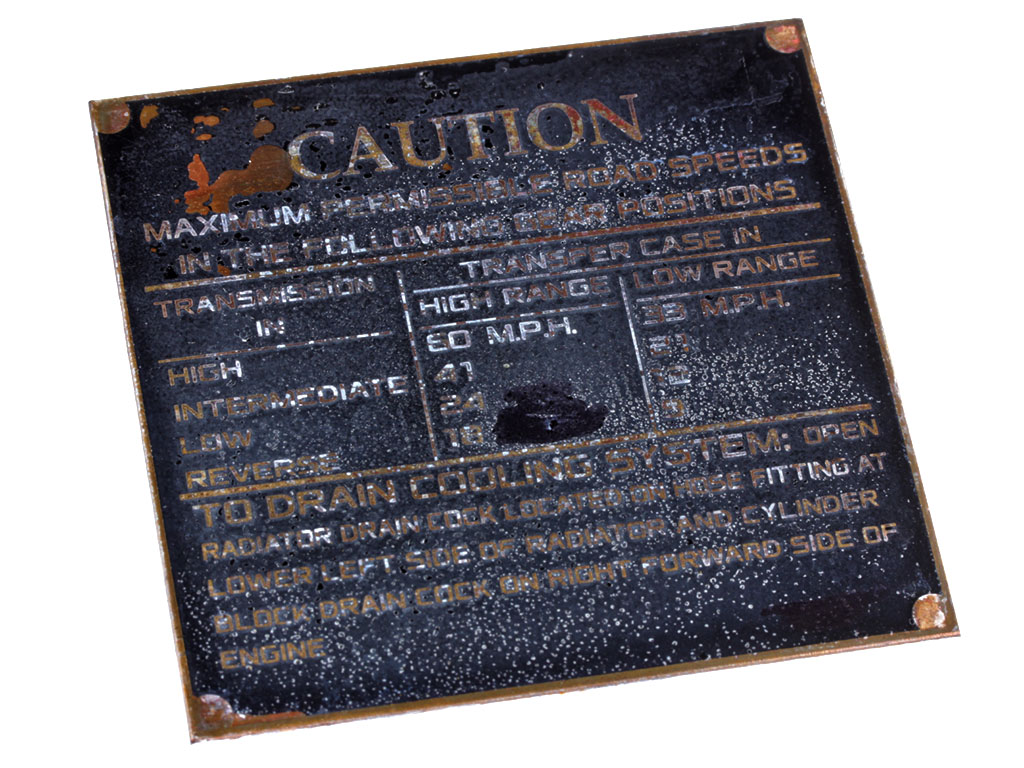 CAUTION
MAXIMUM PERMISSIBLE ROAD SPEEDS
IN THE FOLLOWING GEAR POSITIONS
TRANSMISSION IN
TRANSFER CASE IN
HIGH RANGE LOW RANGE
HIGH 60 M.P.H. 33 M.P.H.
INTERMEDIATE 41
LOW 24
REVERSE 18
TO DRAIN COOLING SYSTEM: OPEN
RADIATOR DRAIN COCK LOCATED ON HOSE FITTING AT
LOWER LEFT SIDE OF RADIATOR AND CYLINDER
BLOCK DRAIN COCK ON RIGHT FORWARD SIDE OF
ENGINE